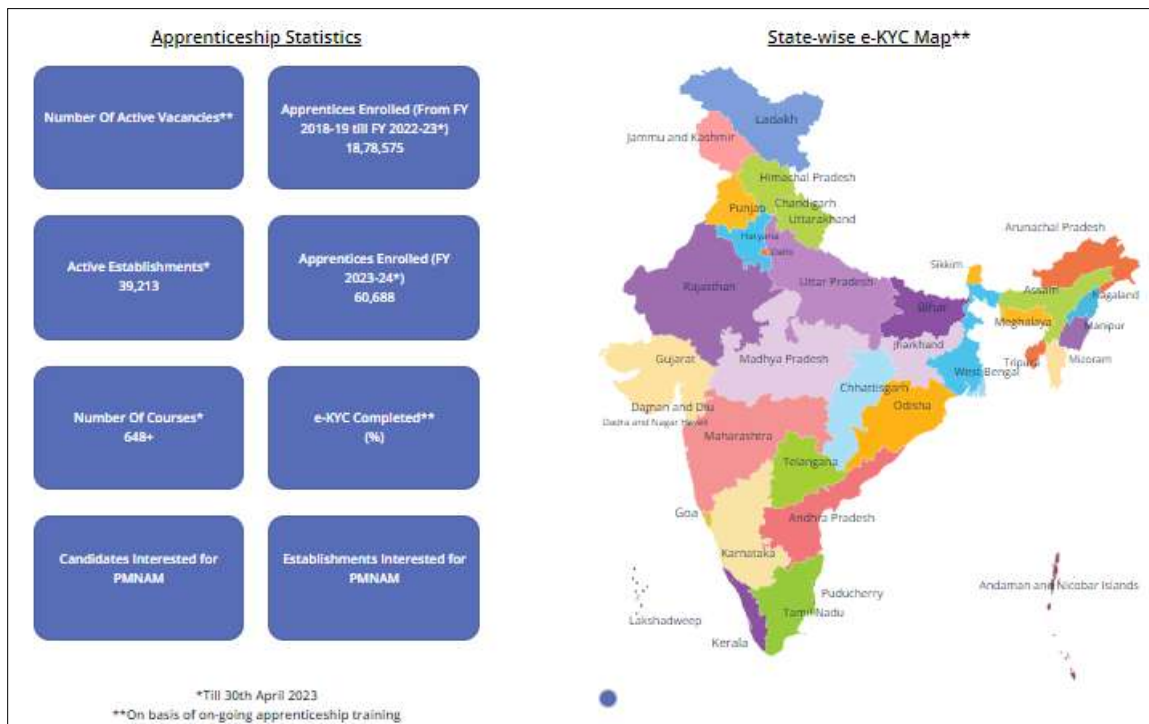 Apprenticeship Statistics
Number Of Active Vacancies**
Apprentices Enrolled (From FY
2018-19 till FY 2022-23*)
18,78,575
Active Establishments*
39,213
Apprentices Enrolled (FY
2023-24*)
60,688
Number Of Courses*
648+
e-KYC Completed**
(%)
Candidates Interested for
PMNAM
Establishments Interested for
PMNAM
*Till 30th April 2023
**On basis of on-going apprenticeship training
State-wise e-KYC Map**
Ladakh
Jammu and Kashmir
Himachal Pradesh
Chandigarh
Punjab
Uttarakhand
Haryana
Delhi
Arunachal Pradesh
Sikkim
Rajasthan
Uttar Pradesh
Assam
Nagaland
Bihar
Meghalaya
Manipur
Jharkhand
Gujarat
Madhya Pradesh
Tripura
Mizoram
West Bengal
Chhattisgarh
Daman and Diu
Odisha
Dadra and Nagar Haveli
Maharashtra
Telangana
Goa
Andhra Pradesh
Karnataka
Andaman and Nicobar Islands
Puducherry
Lakshadweep
Tamil Nadu
Kerala